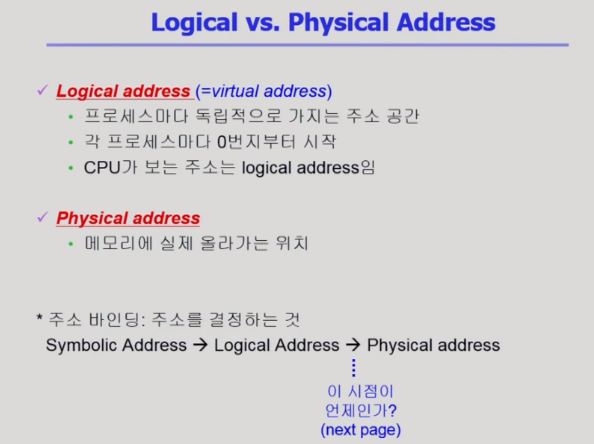 Logical vs. Physical Address
✓ Logical address (=virtual address)
• 프로세스마다 독립적으로 가지는 주소 공간
• 각 프로세스마다 0번지부터 시작
• CPU가 보는 주소는 logical address임
✓ Physical address
• 메모리에 실제 올라가는 위치
* 주소 바인딩: 주소를 결정하는 것
Symbolic Address → Logical Address → Physical address
이 시점이
언제인가?
(next page)